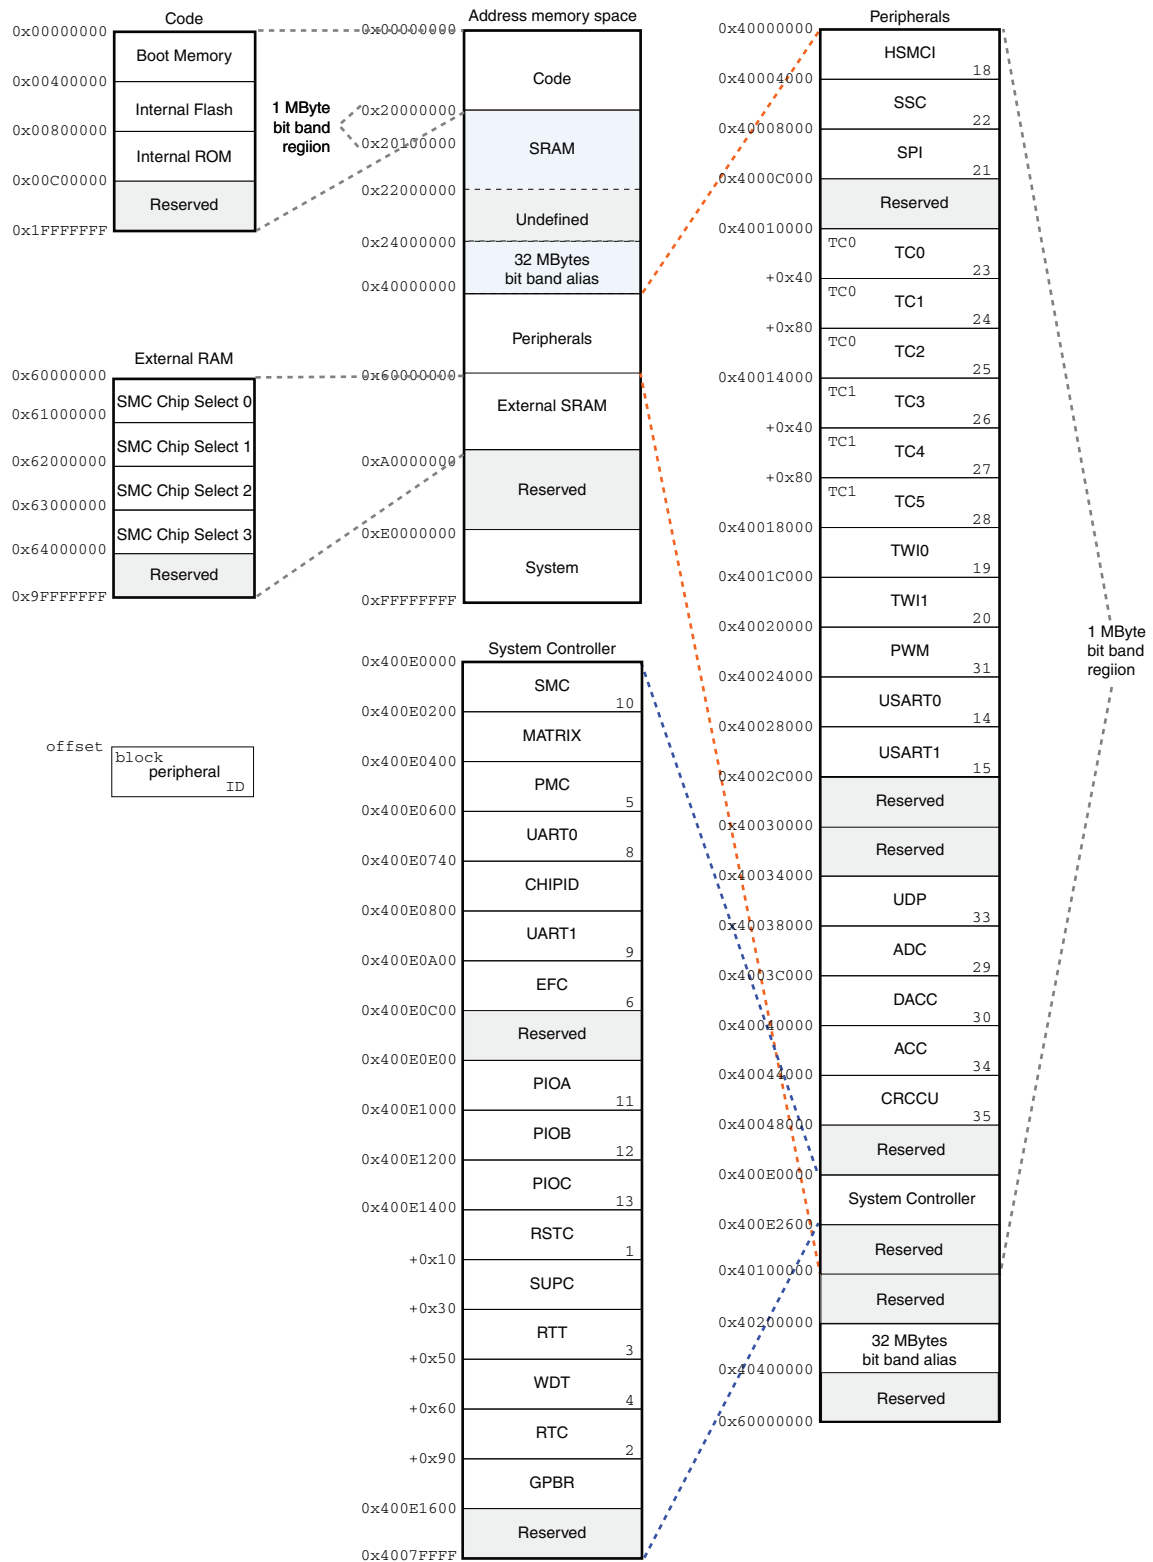 Code
0x00000000
Boot Memory
0x00400000
Internal Flash
0x00800000
Internal ROM
0x00C00000
Reserved
0x1FFFFFFF
1 MByte
bit band
regiion
External RAM
0x60000000
SMC Chip Select 0
0x61000000
SMC Chip Select 1
0x62000000
SMC Chip Select 2
0x63000000
SMC Chip Select 3
0x64000000
Reserved
0x9FFFFFFF
offset
block
peripheral
ID
Address memory space
0x00000000
Code
0x20000000
SRAM
0x20100000
0x22000000
Undefined
0x24000000
32 MBytes
bit band alias
0x40000000
Peripherals
0x60000000
External SRAM
0xA0000000
Reserved
0xE0000000
System
0xFFFFFFFF
System Controller
0x400E0000
SMC
10
0x400E0200
MATRIX
0x400E0400
PMC
5
0x400E0600
UART0
8
0x400E0740
CHIPID
0x400E0800
UART1
9
0x400E0A00
EFC
6
0x400E0C00
Reserved
0x400E0E00
PIOA
11
0x400E1000
PIOB
12
0x400E1200
PIOC
13
0x400E1400
RSTC
1
+0x10
SUPC
+0x30
RTT
3
+0x50
WDT
4
+0x60
RTC
2
+0x90
GPBR
0x400E1600
Reserved
0x4007FFFF
Peripherals
0x40000000
HSMCI
18
0x40004000
SSC
22
0x40008000
SPI
21
0x4000C000
Reserved
0x40010000
TC0
TC0
23
+0x40
TC0
TC1
24
+0x80
TC0
TC2
25
0x40014000
TC1
TC3
26
+0x40
TC1
TC4
27
+0x80
TC1
TC5
28
0x40018000
TWI0
19
0x4001C000
TWI1
20
0x40020000
PWM
31
0x40024000
USART0
14
0x40028000
USART1
15
0x4002C000
Reserved
0x40030000
Reserved
0x40034000
UDP
33
0x40038000
ADC
29
0x4003C000
DACC
30
0x40040000
ACC
34
0x40044000
CRCCU
35
0x40048000
Reserved
0x400E0000
System Controller
0x400E2600
Reserved
0x40100000
Reserved
0x40200000
32 MBytes
bit band alias
0x40400000
Reserved
0x60000000
1 MByte
bit band
regiion